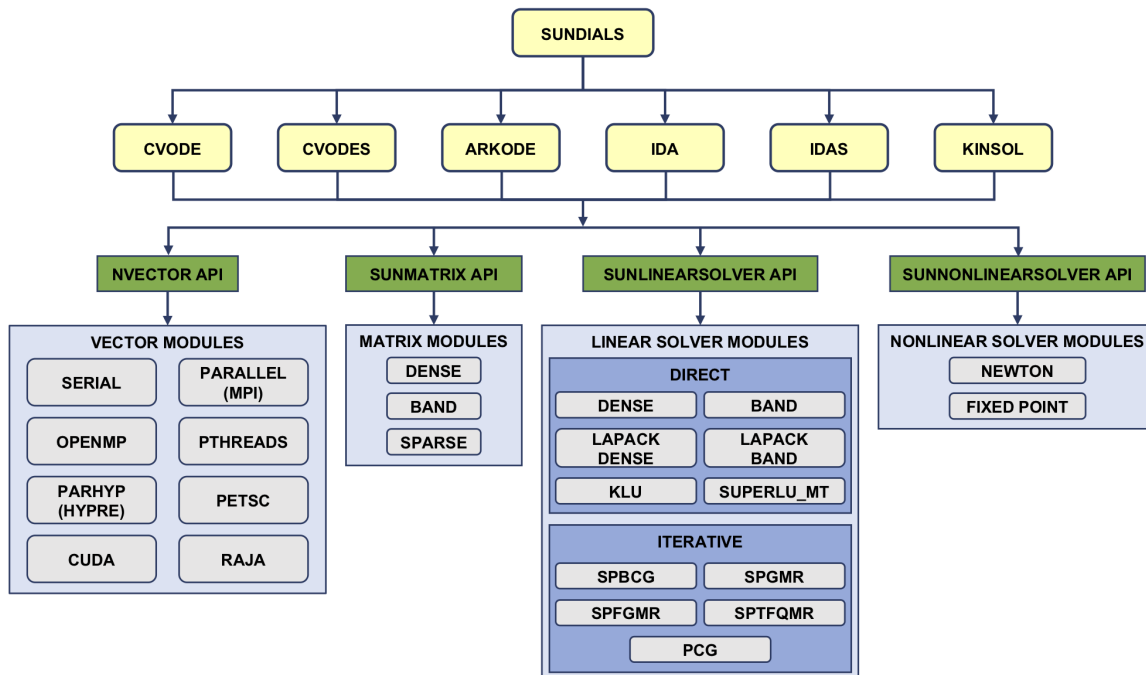 SUNDIALS
CVODE
CVODES
ARKODE
IDA
IDAS
KINSOL
NVECTOR API
SUNMATRIX API
SUNLINEARSOLVER API
SUNNONLINEARSOLVER API
VECTOR MODULES
SERIAL
PARALLEL
(MPI)
OPENMP
PTHREADS
PARHYP
(HYPRE)
PETSC
CUDA
RAJA
MATRIX MODULES
DENSE
BAND
SPARSE
LINEAR SOLVER MODULES
DIRECT
DENSE
BAND
LAPACK
DENSE
LAPACK
BAND
KLU
SUPERLU_MT
ITERATIVE
SPBCG
SPGMR
SPFGMR
SPTFQMR
PCG
NONLINEAR SOLVER MODULES
NEWTON
FIXED POINT